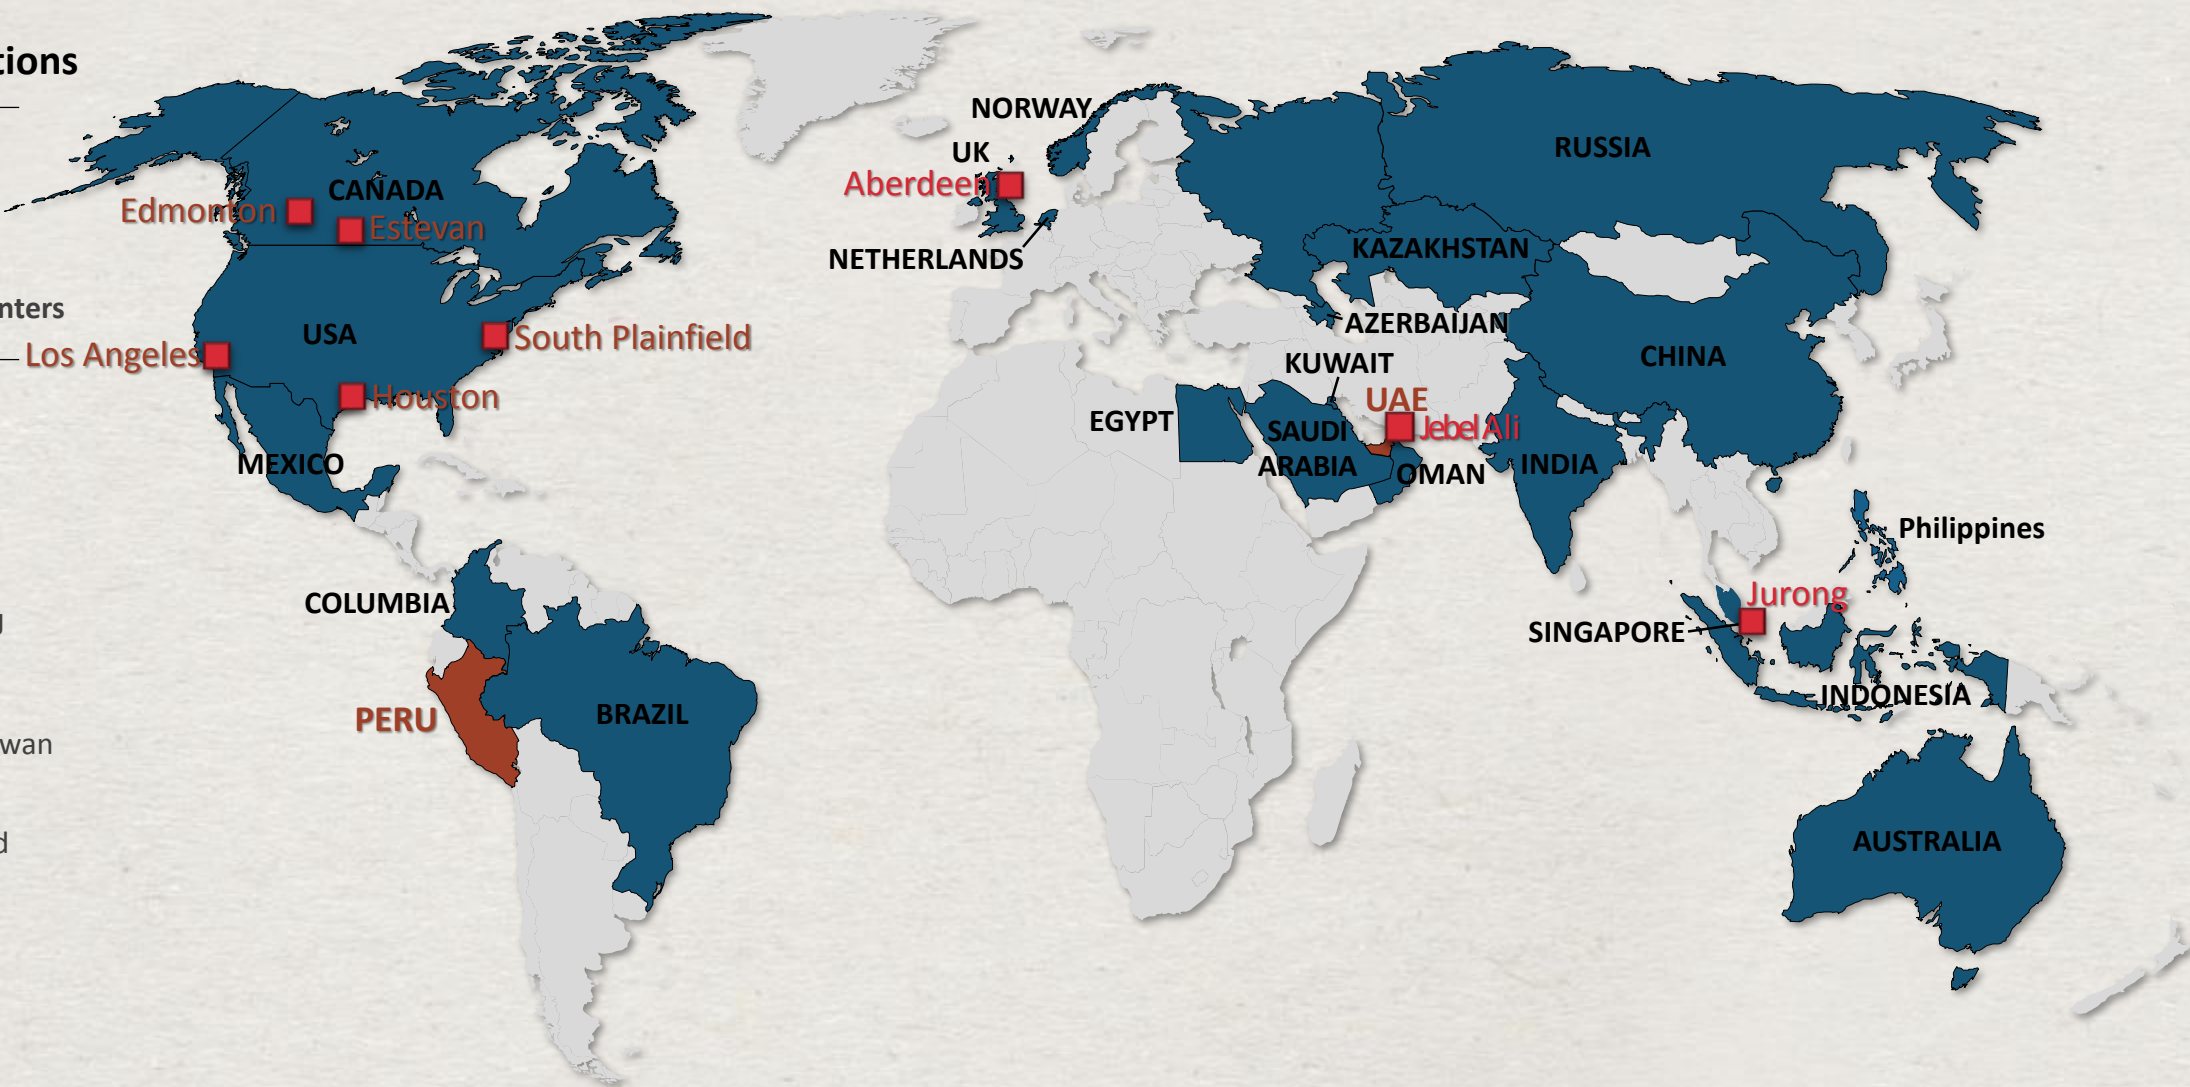 tions
nters
g
wan
d
NORWAY
UK
Aberdeen
NETHERLANDS
RUSSIA
CANADA
Edmonton
Estevan
KAZAKHSTAN
USA
South Plainfield
Los Angeles
Houston
MEXICO
AZERBAIJAN
KUWAIT
CHINA
UAE
Jebel Ali
EGYPT
SAUDI
ARABIA
OMAN
INDIA
Philippines
COLUMBIA
Jurong
SINGAPORE
INDONESIA
PERU
BRAZIL
AUSTRALIA